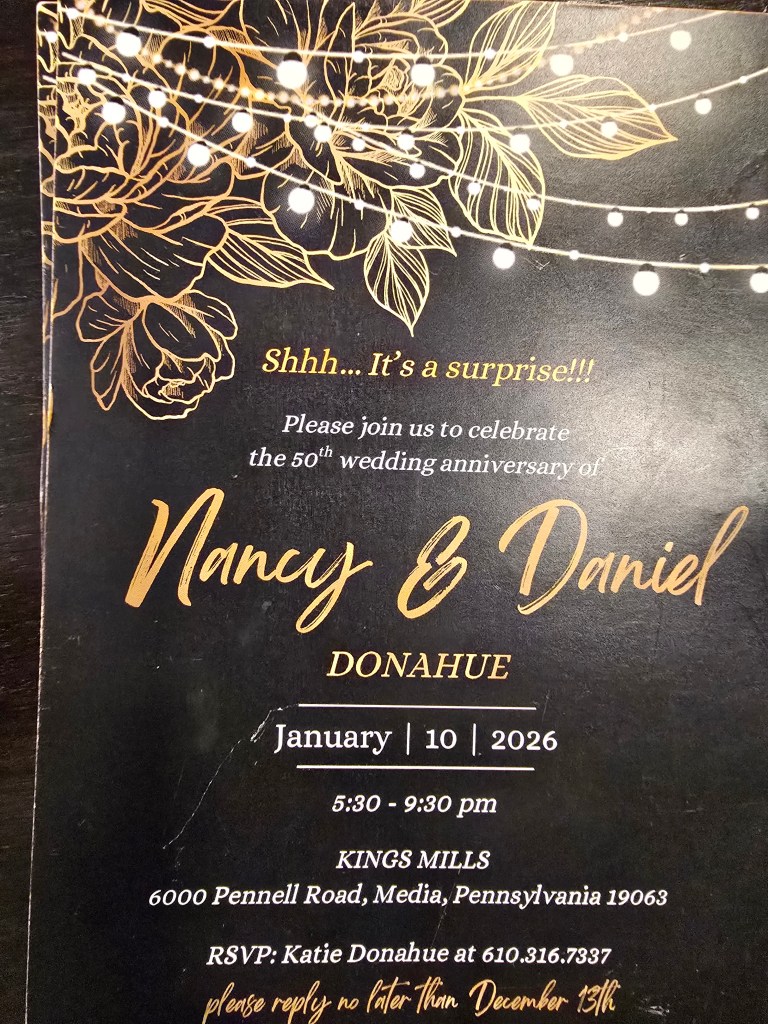 Shhh... It's a surprise!!!
Please join us to celebrate
the 50th wedding anniversary of
Nancy & Daniel
DONAHUE
January | 10 | 2026
5:30 - 9:30 pm
KINGS MILLS
6000 Pennell Road, Media, Pennsylvania 19063
RSVP: Katie Donahue at 610.316.7337
please reply no later than December 13th